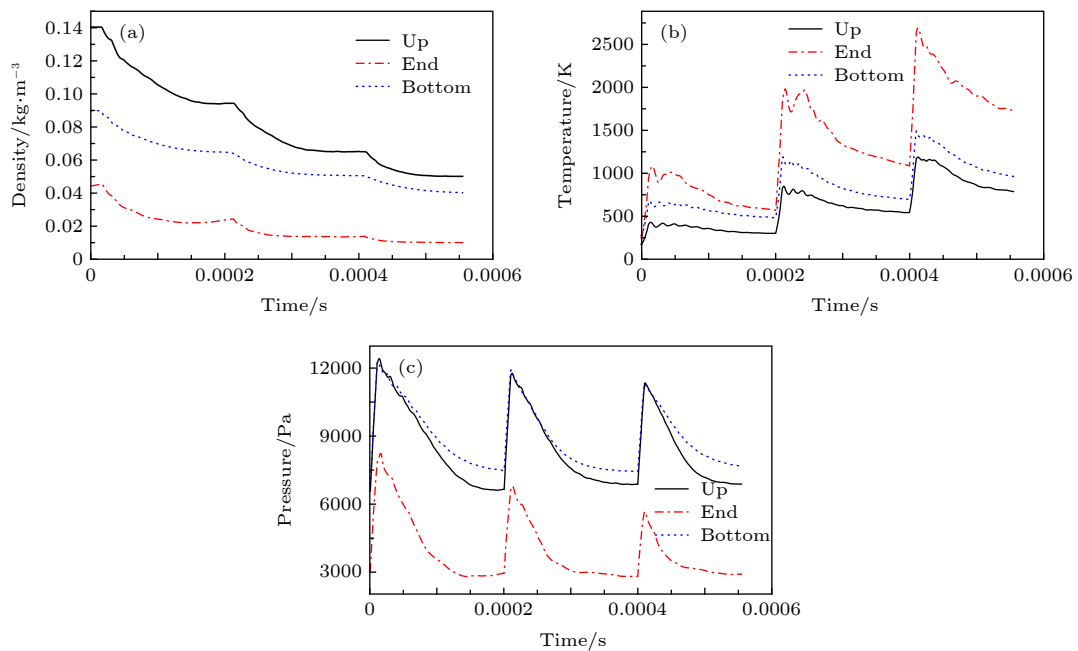 (a)
Up
End
Bottom
0.14
0.12
0.10
0.08
0.06
0.04
0.02
0
Density/kg·m⁻³
0
0.0002
0.0004
0.0006
Time/s
(b)
Up
End
Bottom
2500
2000
1500
1000
500
0
Temperature/K
0
0.0002
0.0004
0.0006
Time/s
(c)
Up
End
Bottom
12000
9000
6000
3000
Pressure/Pa
0
0.0002
0.0004
0.0006
Time/s